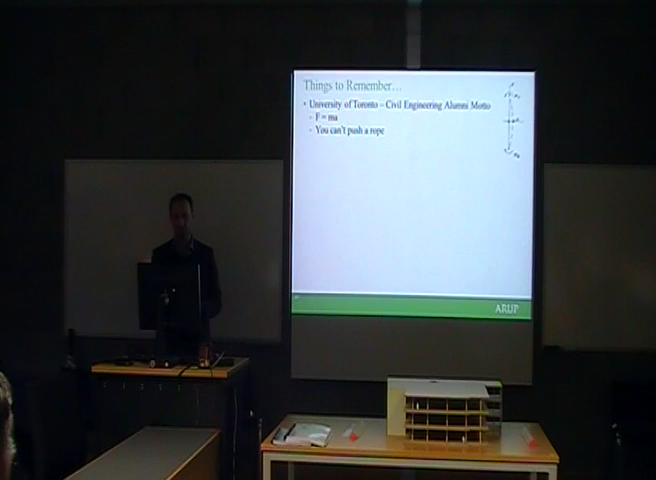 Things to Remember…
• University of Toronto – Civil Engineering Alumni Motto
- F = ma
- You can't push a rope
ARUP